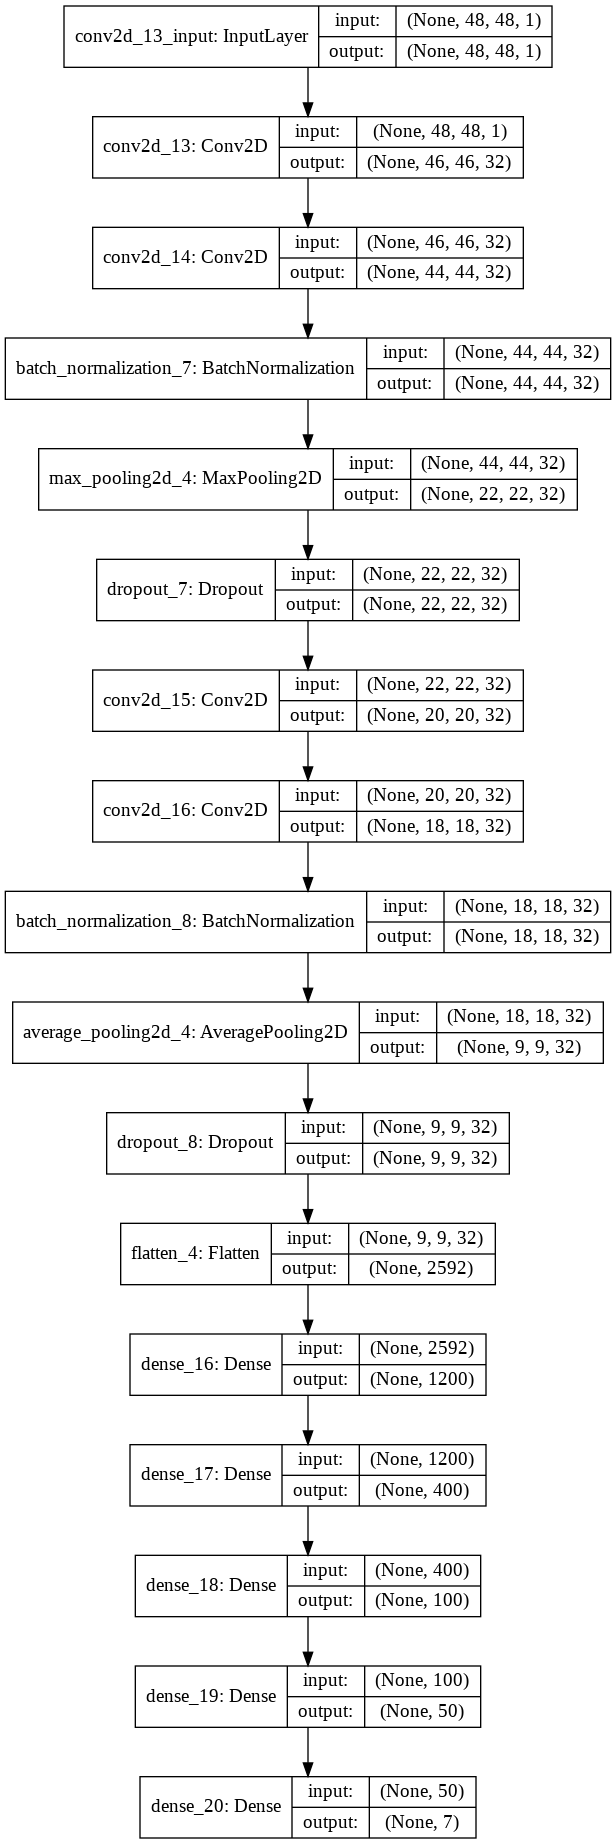 conv2d_13_input: InputLayer
input: (None, 48, 48, 1)
output: (None, 48, 48, 1)
conv2d_13: Conv2D
input: (None, 48, 48, 1)
output: (None, 46, 46, 32)
conv2d_14: Conv2D
input: (None, 46, 46, 32)
output: (None, 44, 44, 32)
batch_normalization_7: BatchNormalization
input: (None, 44, 44, 32)
output: (None, 44, 44, 32)
max_pooling2d_4: MaxPooling2D
input: (None, 44, 44, 32)
output: (None, 22, 22, 32)
dropout_7: Dropout
input: (None, 22, 22, 32)
output: (None, 22, 22, 32)
conv2d_15: Conv2D
input: (None, 22, 22, 32)
output: (None, 20, 20, 32)
conv2d_16: Conv2D
input: (None, 20, 20, 32)
output: (None, 18, 18, 32)
batch_normalization_8: BatchNormalization
input: (None, 18, 18, 32)
output: (None, 18, 18, 32)
average_pooling2d_4: AveragePooling2D
input: (None, 18, 18, 32)
output: (None, 9, 9, 32)
dropout_8: Dropout
input: (None, 9, 9, 32)
output: (None, 9, 9, 32)
flatten_4: Flatten
input: (None, 9, 9, 32)
output: (None, 2592)
dense_16: Dense
input: (None, 2592)
output: (None, 1200)
dense_17: Dense
input: (None, 1200)
output: (None, 400)
dense_18: Dense
input: (None, 400)
output: (None, 100)
dense_19: Dense
input: (None, 100)
output: (None, 50)
dense_20: Dense
input: (None, 50)
output: (None, 7)